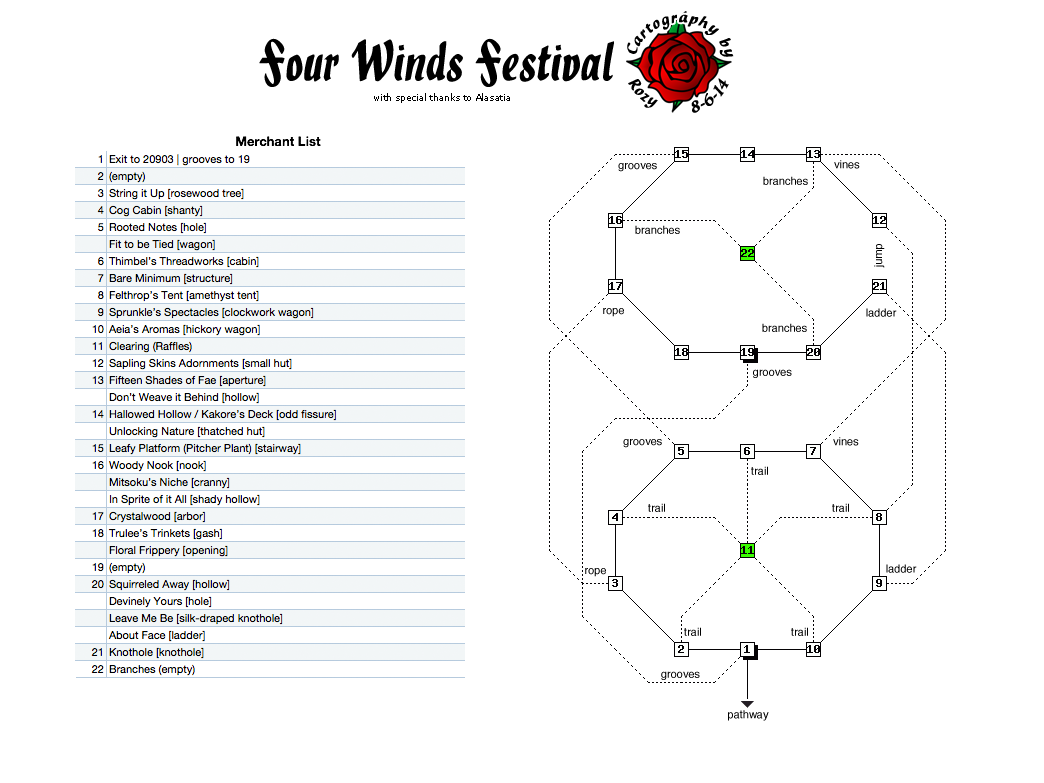 Four Winds Festival
with special thanks to Alasatia
Cartography by
Rozy 8-6-14
Merchant List
1 Exit to 20903 | grooves to 19
2 (empty)
3 String it Up [rosewood tree]
4 Cog Cabin [shanty]
5 Rooted Notes [hole]
Fit to be Tied [wagon]
6 Thimbel's Threadworks [cabin]
7 Bare Minimum [structure]
8 Felthrop's Tent [amethyst tent]
9 Sprunkle's Spectacles [clockwork wagon]
10 Aeia's Aromas [hickory wagon]
11 Clearing (Raffles)
12 Sapling Skins Adornments [small hut]
13 Fifteen Shades of Fae [aperture]
Don't Weave it Behind [hollow]
14 Hallowed Hollow / Kakore's Deck [odd fissure]
Unlocking Nature [thatched hut]
15 Leafy Platform (Pitcher Plant) [stairway]
16 Woody Nook [nook]
Mitsoku's Niche [cranny]
In Sprite of it All [shady hollow]
17 Crystalwood [arbor]
18 Trulee's Trinkets [gash]
Floral Frippery [opening]
19 (empty)
20 Squirreled Away [hollow]
Devinely Yours [hole]
Leave Me Be [silk-draped knothole]
About Face [ladder]
21 Knothole [knothole]
22 Branches (empty)
15 14 13
grooves vines
branches
16 12
branches
22 jump
17 21
rope ladder
branches
18 19 20
grooves
grooves vines
5 6 7
trail
trail trail
4 8
11
rope ladder
3 9
trail trail
2 1 10
grooves
pathway